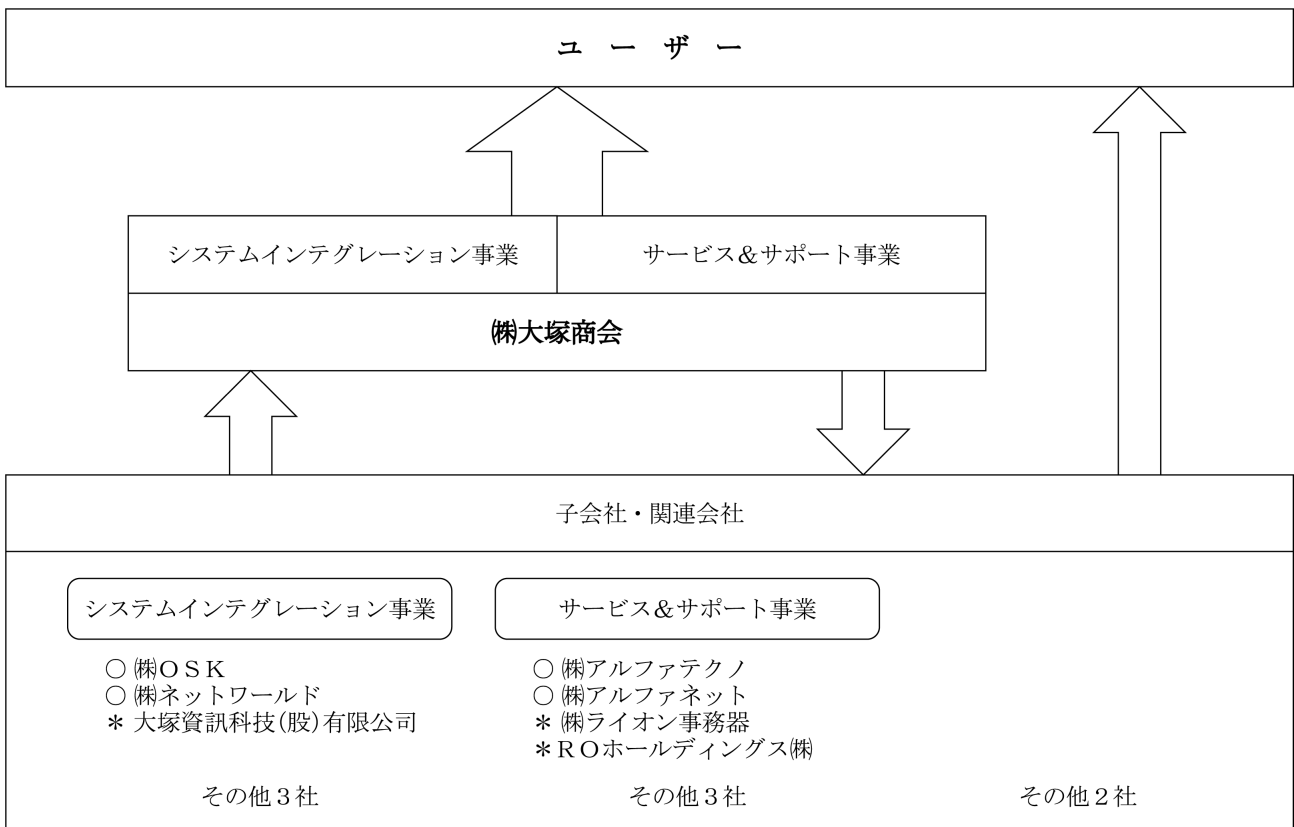 ユーザー
システムインテグレーション事業
サービス&サポート事業
㈱大塚商会
子会社・関連会社
システムインテグレーション事業
サービス&サポート事業
○ ㈱OSK
○ ㈱ネットワールド
＊ 大塚資訊科技(股)有限公司
その他3社
○ ㈱アルファテクノ
○ ㈱アルファネット
＊ ㈱ライオン事務器
＊ROホールディングス㈱
その他3社
その他2社